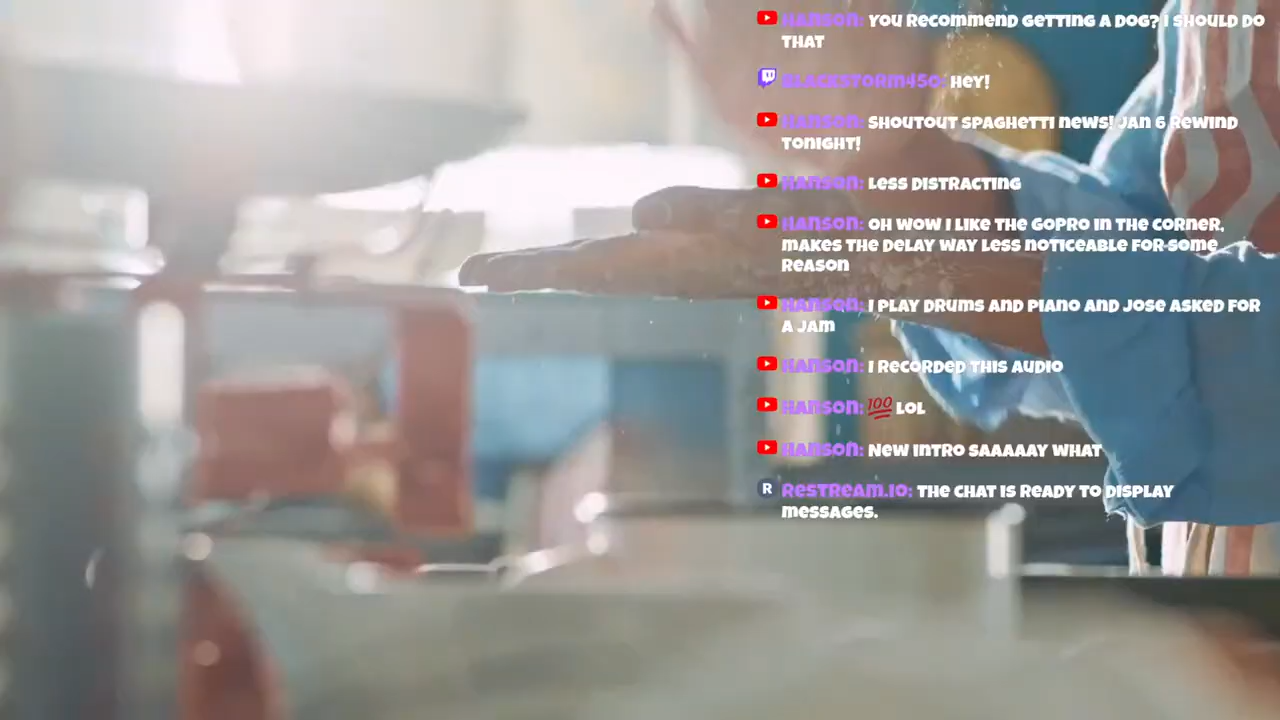 HANSON: YOU RECOMMEND GETTING A DOG? I SHOULD DO
THAT
BLACKSTORM450: HEY!
HANSON: SHOUTOUT SPAGHETTI NEWS! JAN 6 REWIND
TONIGHT!
HANSON: LESS DISTRACTING
HANSON: OH WOW I LIKE THE GOPRO IN THE CORNER,
MAKES THE DELAY WAY LESS NOTICEABLE FOR SOME
REASON
HANSON: I PLAY DRUMS AND PIANO AND JOSE ASKED FOR
A JAM
HANSON: I RECORDED THIS AUDIO
HANSON: 💯 LOL
HANSON: NEW INTRO SAAAAAY WHAT
R RESTREAM.IO: THE CHAT IS READY TO DISPLAY
MESSAGES.